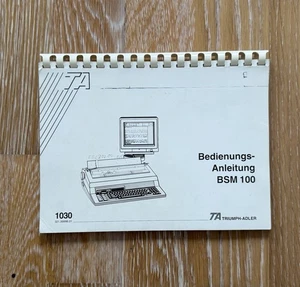 TA
Bedienungs-
Anleitung
BSM 100
1030
TA TRIUMPH-ADLER